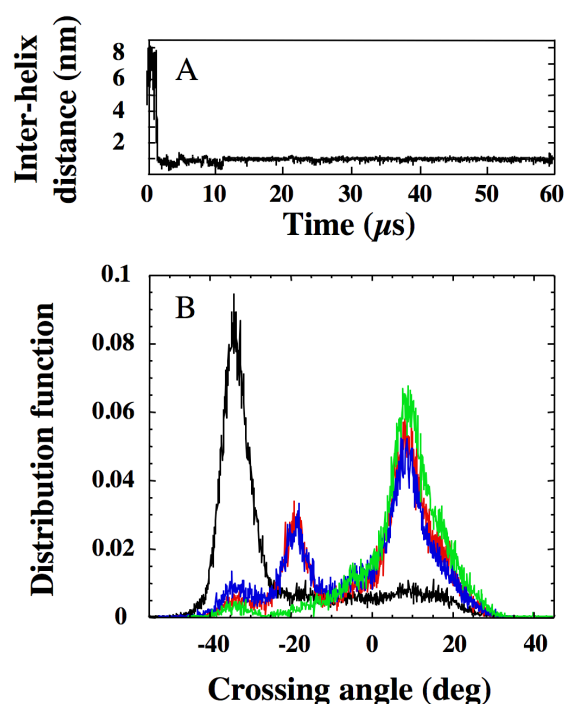 Inter-helix
distance (nm)
8
6
4
2
A
0 10 20 30 40 50 60
Time (μs)
0.1
0.08
0.06
0.04
0.02
0
B
Distribution function
-40 -20 0 20 40
Crossing angle (deg)